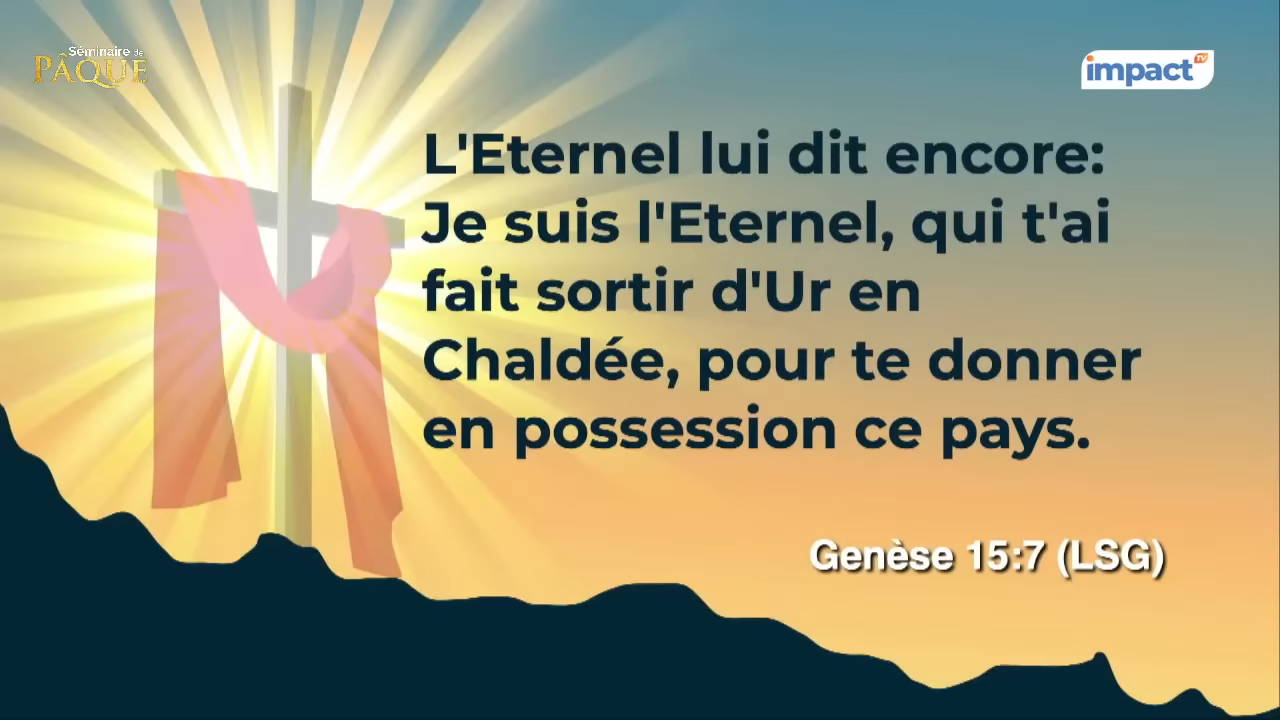 Séminaire de
PÂQUE
impact TV
L'Eternel lui dit encore:
Je suis l'Eternel, qui t'ai
fait sortir d'Ur en
Chaldée, pour te donner
en possession ce pays.
Genèse 15:7 (LSG)